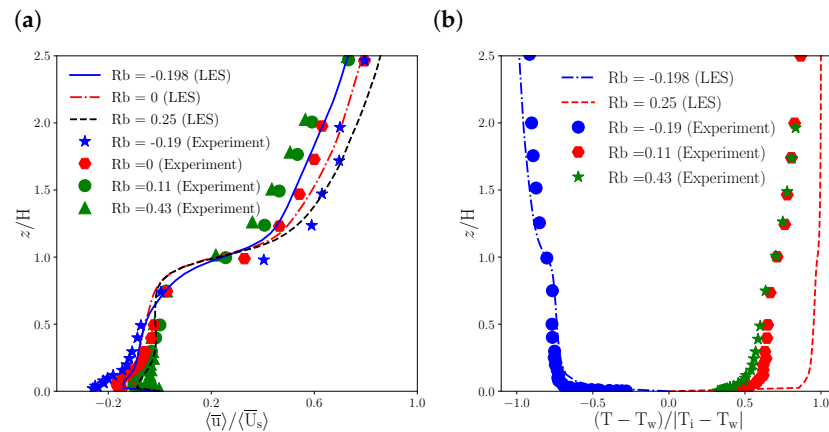 (a)
2.5
2.0
1.5
1.0
0.5
0.0
z/H
Rb = -0.198 (LES)
Rb = 0 (LES)
Rb = 0.25 (LES)
Rb = -0.19 (Experiment)
Rb =0 (Experiment)
Rb =0.11 (Experiment)
Rb =0.43 (Experiment)
−0.2 0.2 0.6 1.0
⟨u̅⟩/⟨U̅ₛ⟩
(b)
2.5
2.0
1.5
1.0
0.5
0.0
z/H
Rb = -0.198 (LES)
Rb = 0.25 (LES)
Rb = -0.19 (Experiment)
Rb =0.11 (Experiment)
Rb =0.43 (Experiment)
−1.0 −0.5 0.0 0.5 1.0
(T − T_w)/|T_i − T_w|